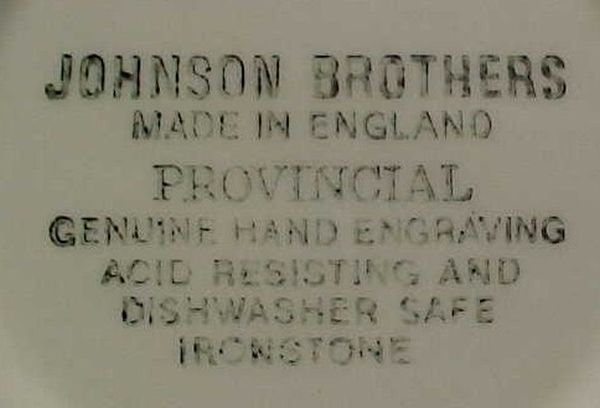 JOHNSON BROTHERS
MADE IN ENGLAND
PROVINCIAL
GENUINE HAND ENGRAVING
ACID RESISTING AND
DISHWASHER SAFE
IRONSTONE